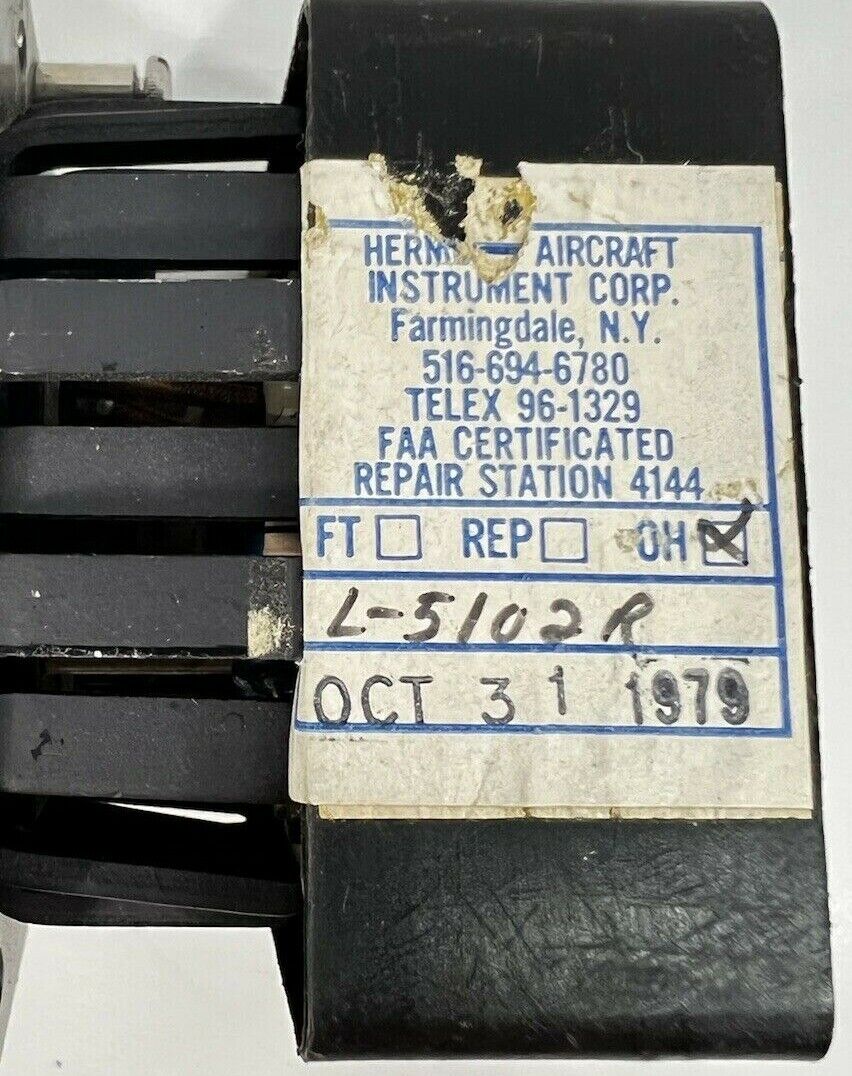 AIRCRAFT
INSTRUMENT CORP.
Farmingdale, N.Y.
516-694-6780
TELEX 96-1329
FAA CERTIFICATED
REPAIR STATION 4144
FT REP OH
L-5102R
OCT 31 1979